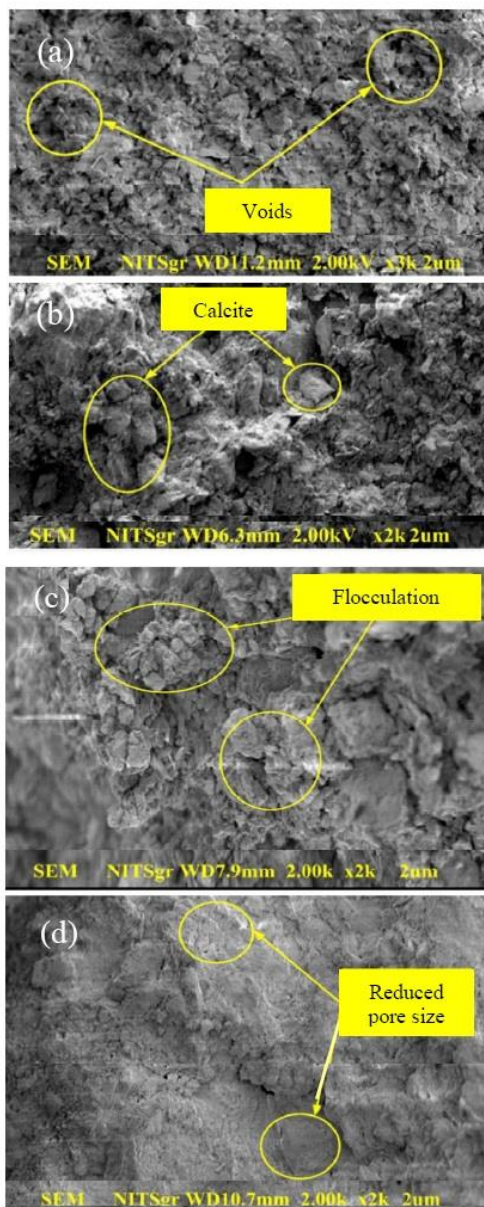 (a)
Voids
SEM NITSgr WD11.2mm 2.00kV x3k 2um
(b)
Calcite
SEM NITSgr WD6.3mm 2.00kV x2k 2um
(c)
Flocculation
SEM NITSgr WD7.9mm 2.00k x2k 2um
(d)
Reduced
pore size
SEM NITSgr WD10.7mm 2.00k x2k 2um